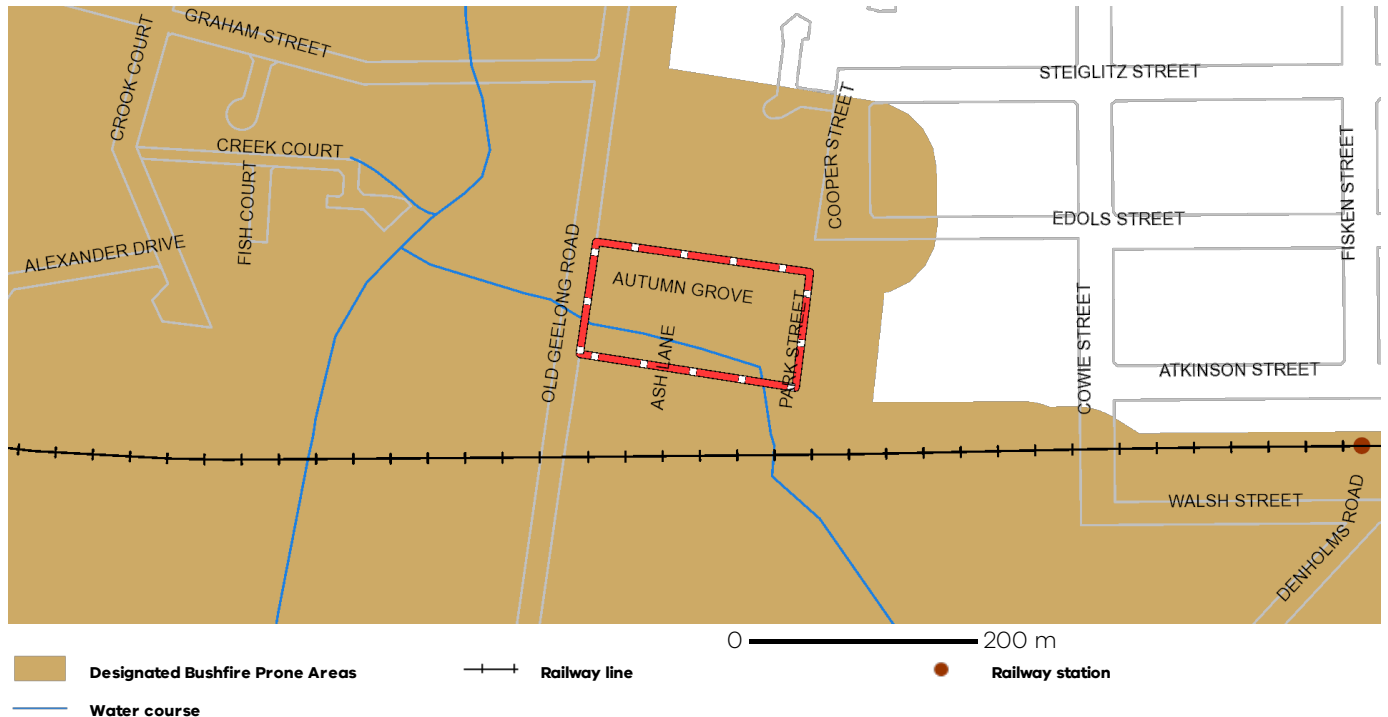 GRAHAM STREET
CROOK COURT
STEIGLITZ STREET
COOPER STREET
CREEK COURT
FISH COURT
FISKEN STREET
EDOLS STREET
ALEXANDER DRIVE
OLD GEELONG ROAD
AUTUMN GROVE
PARK STREET
ASH LANE
COWIE STREET
ATKINSON STREET
WALSH STREET
DENHOLMS ROAD
0 200 m
Designated Bushfire Prone Areas
Railway line
Railway station
Water course